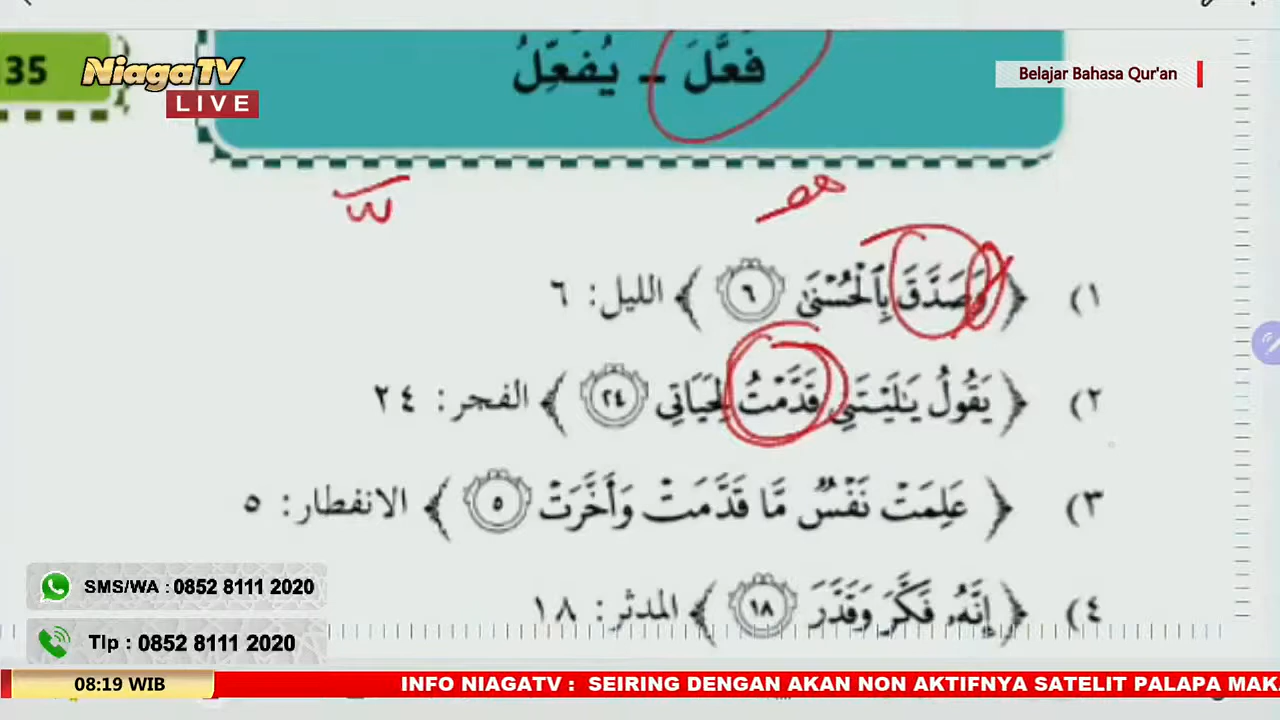 35
NiagaTV
LIVE
Belajar Bahasa Qur'an
فَعَّلَ - يُفَعِّلُ
١) ﴿ وَصَدَّقَ بِٱلْحُسْنَىٰ ٦ ﴾ الليل: ٦
٢) ﴿ يَقُولُ يَـٰلَيْتَنِى قَدَّمْتُ لِحَيَاتِى ٢٤ ﴾ الفجر: ٢٤
٣) ﴿ عَلِمَتْ نَفْسٌ مَّا قَدَّمَتْ وَأَخَّرَتْ ٥ ﴾ الانفطار: ٥
٤) ﴿ إِنَّهُۥ فَكَّرَ وَقَدَّرَ ١٨ ﴾ المدثر: ١٨
SMS/WA : 0852 8111 2020
Tlp : 0852 8111 2020
08:19 WIB
INFO NIAGATV : SEIRING DENGAN AKAN NON AKTIFNYA SATELIT PALAPA MAKA